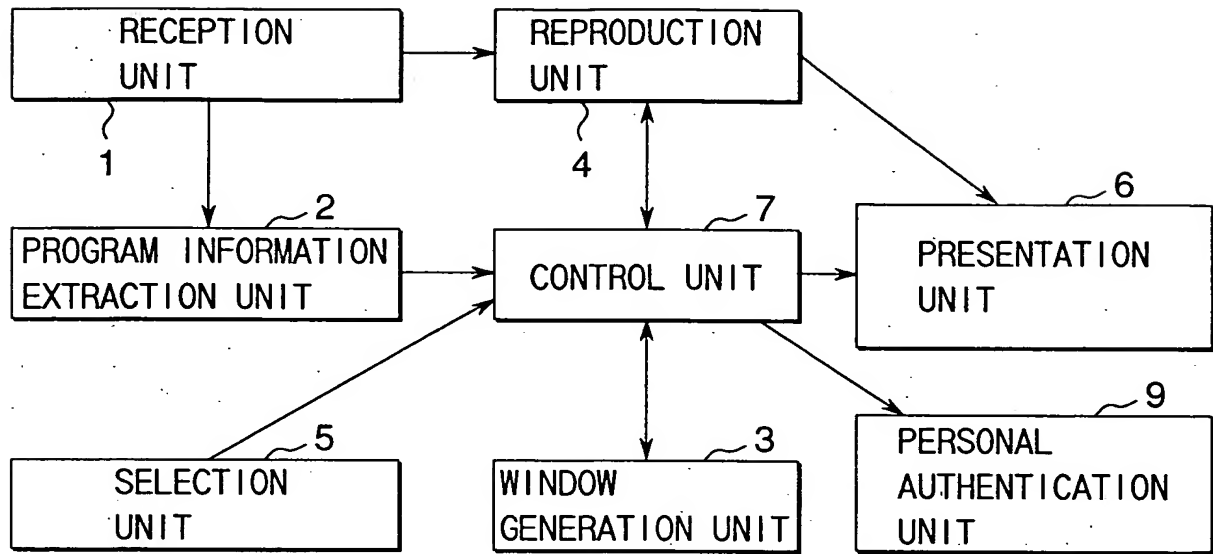 RECEPTION
UNIT
1
REPRODUCTION
UNIT
4
6
PRESENTATION
UNIT
2
PROGRAM INFORMATION
EXTRACTION UNIT
7
CONTROL UNIT
5
SELECTION
UNIT
3
WINDOW
GENERATION UNIT
9
PERSONAL
AUTHENTICATION
UNIT